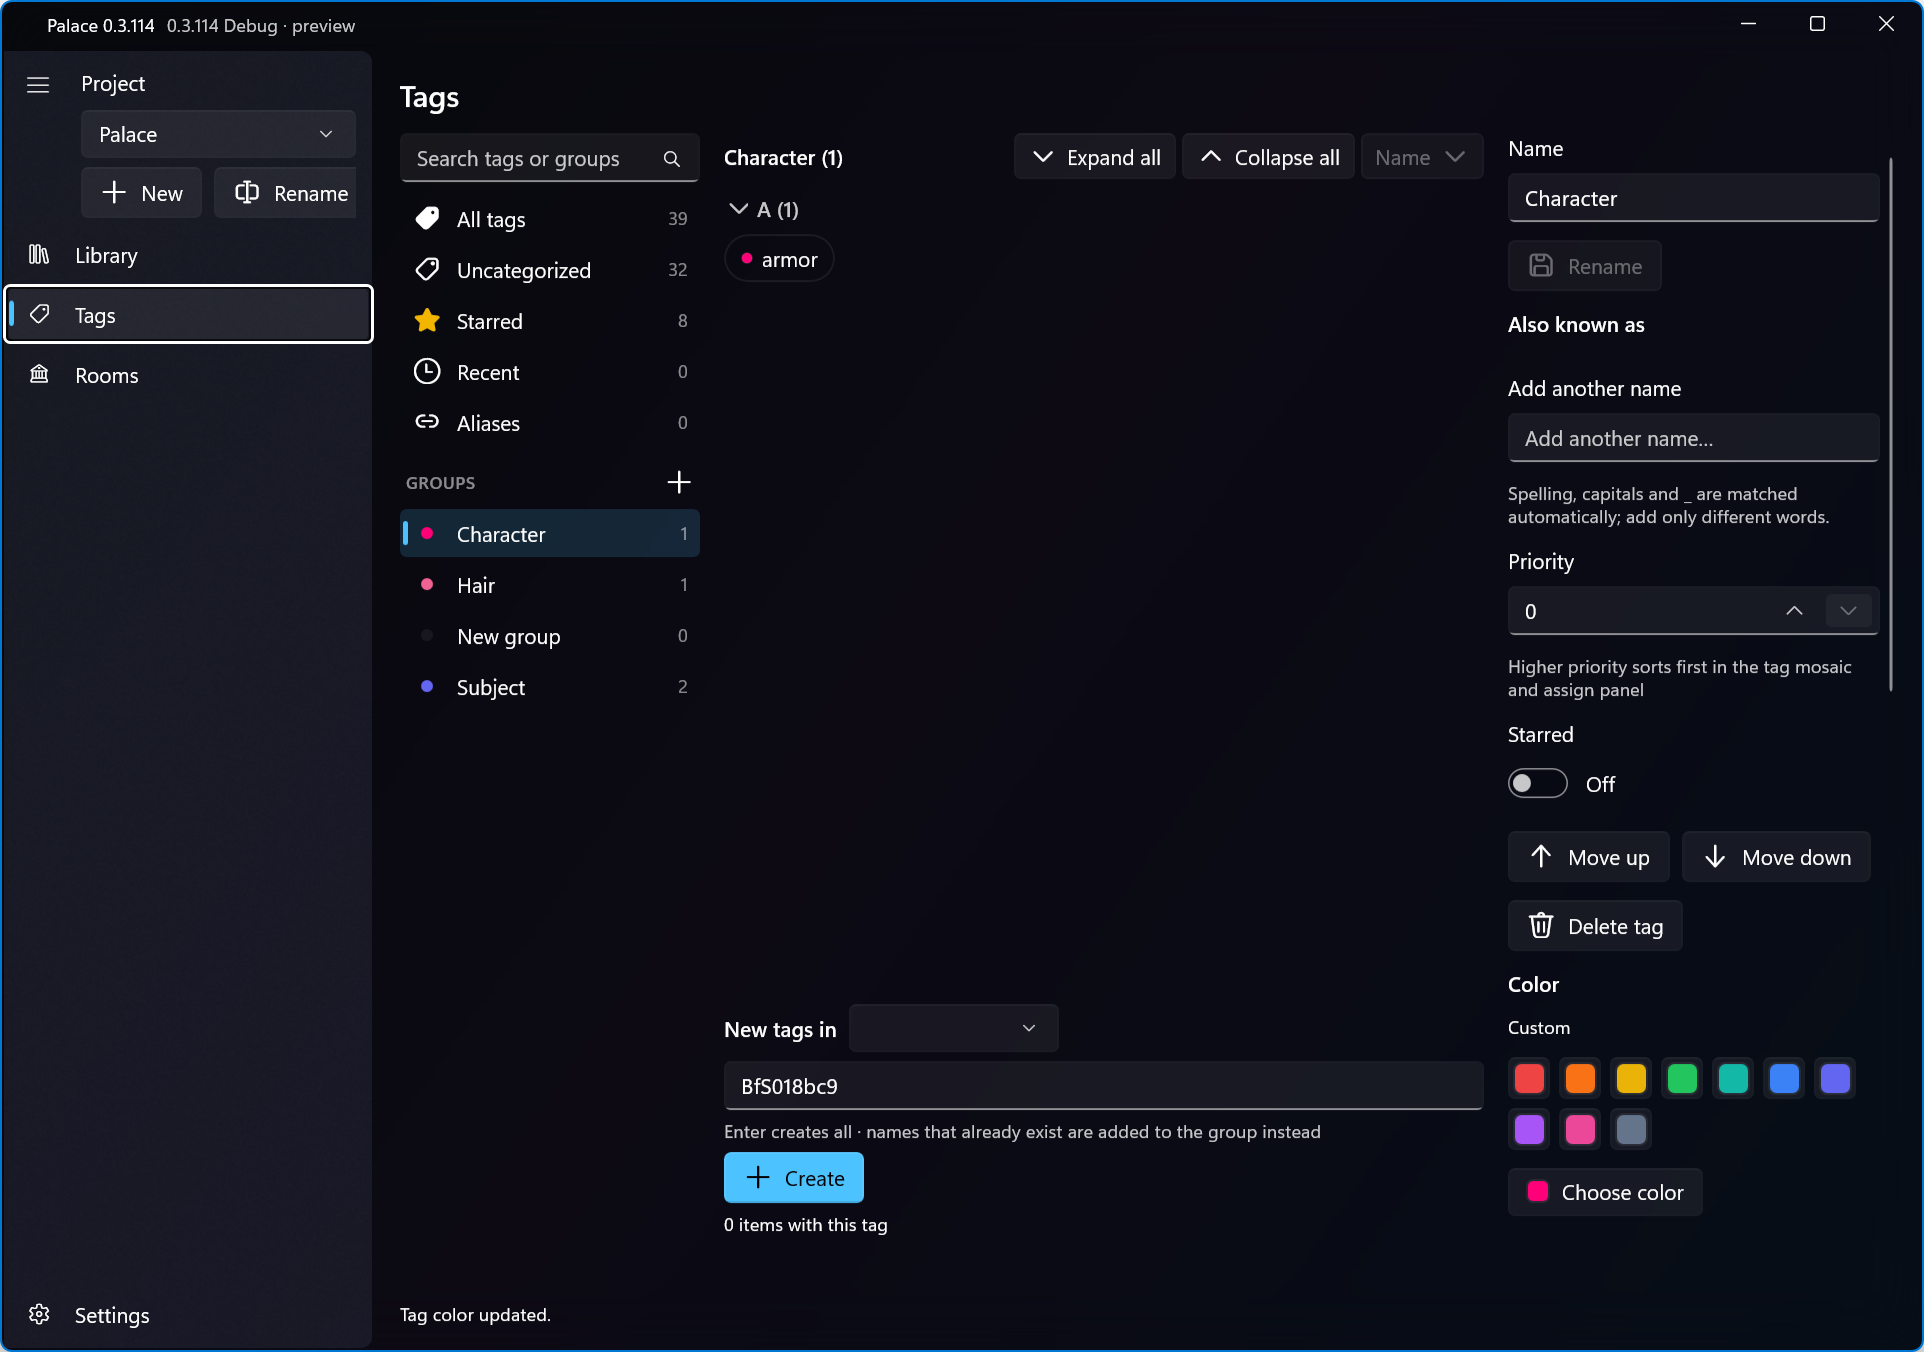 Palace 0.3.114 0.3.114 Debug · preview
Project
Palace
New
Rename
Library
Tags
Rooms
Settings
Tags
Search tags or groups
All tags 39
Uncategorized 32
Starred 8
Recent 0
Aliases 0
GROUPS
Character 1
Hair 1
New group 0
Subject 2
Character (1)
Expand all
Collapse all
Name
A (1)
armor
New tags in
BfS018bc9
Enter creates all · names that already exist are added to the group instead
Create
0 items with this tag
Tag color updated.
Name
Character
Rename
Also known as
Add another name
Add another name...
Spelling, capitals and _ are matched
automatically; add only different words.
Priority
0
Higher priority sorts first in the tag mosaic
and assign panel
Starred
Off
Move up
Move down
Delete tag
Color
Custom
Choose color